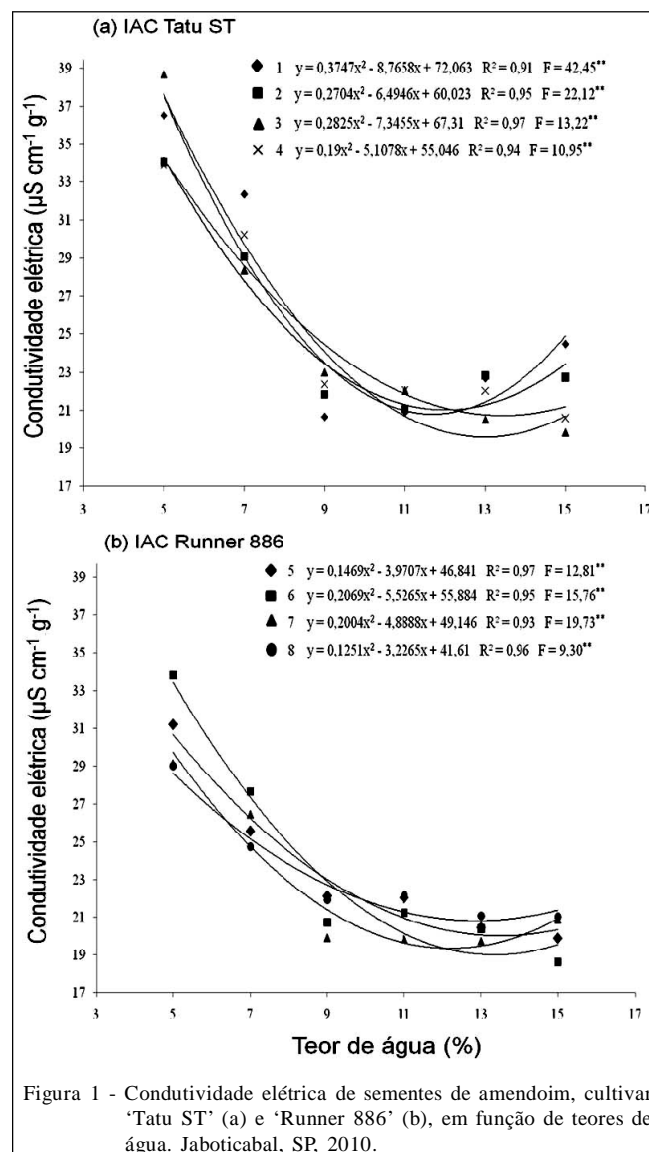 (a) IAC Tatu ST
1 y = 0,3747x² - 8,7658x + 72,063 R² = 0,91 F = 42,45**
2 y = 0,2704x² - 6,4946x + 60,023 R² = 0,95 F = 22,12**
3 y = 0,2825x² - 7,3455x + 67,31 R² = 0,97 F = 13,22**
4 y = 0,19x² - 5,1078x + 55,046 R² = 0,94 F = 10,95**
Condutividade elétrica (µS cm⁻¹ g⁻¹)
39
37
35
33
31
29
27
25
23
21
19
17
3 5 7 9 11 13 15 17
(b) IAC Runner 886
5 y = 0,1469x² - 3,9707x + 46,841 R² = 0,97 F = 12,81**
6 y = 0,2069x² - 5,5265x + 55,884 R² = 0,95 F = 15,76**
7 y = 0,2004x² - 4,8888x + 49,146 R² = 0,93 F = 19,73**
8 y = 0,1251x² - 3,2265x + 41,61 R² = 0,96 F = 9,30**
Condutividade elétrica (µS cm⁻¹ g⁻¹)
39
37
35
33
31
29
27
25
23
21
19
17
3 5 7 9 11 13 15 17
Teor de água (%)
Figura 1 - Condutividade elétrica de sementes de amendoim, cultivar
‘Tatu ST’ (a) e ‘Runner 886’ (b), em função de teores de
água. Jaboticabal, SP, 2010.